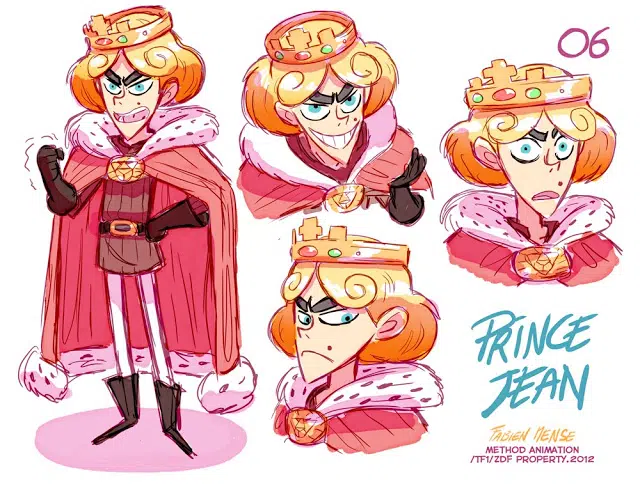 06
PRINCE
JEAN
FABIEN MENSE
METHOD ANIMATION
/TF1/ZDF PROPERTY.2012